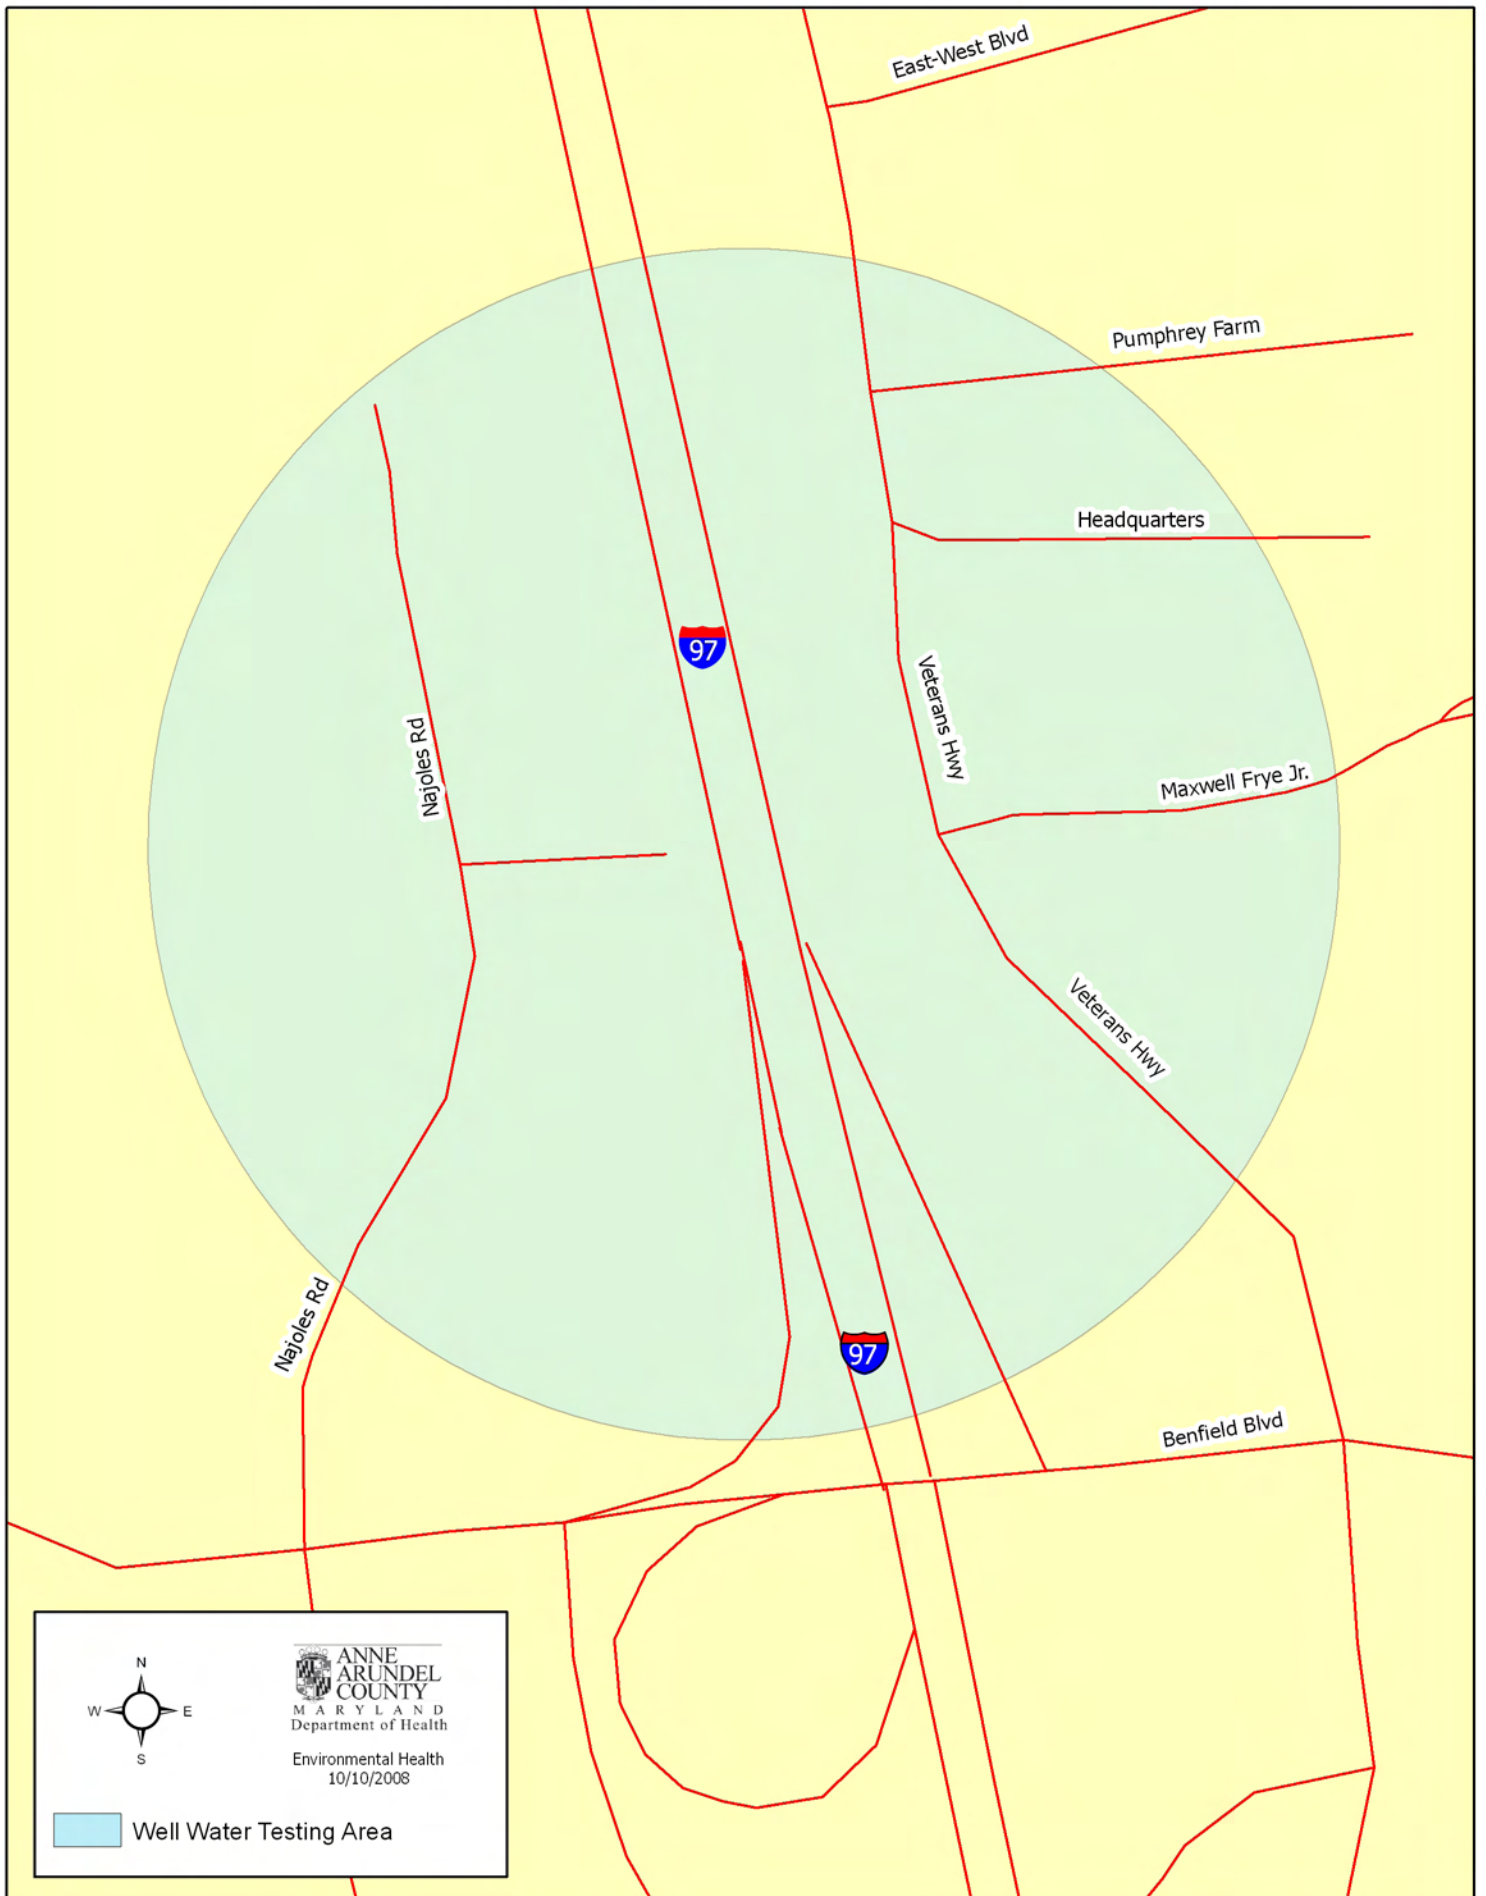 East-West Blvd
Pumphrey Farm
Headquarters
97
Veterans Hwy
Najoles Rd
Maxwell Frye Jr.
Veterans Hwy
Najoles Rd
97
Benfield Blvd
N
W E
S
ANNE
ARUNDEL
COUNTY
MARYLAND
Department of Health
Environmental Health
10/10/2008
Well Water Testing Area